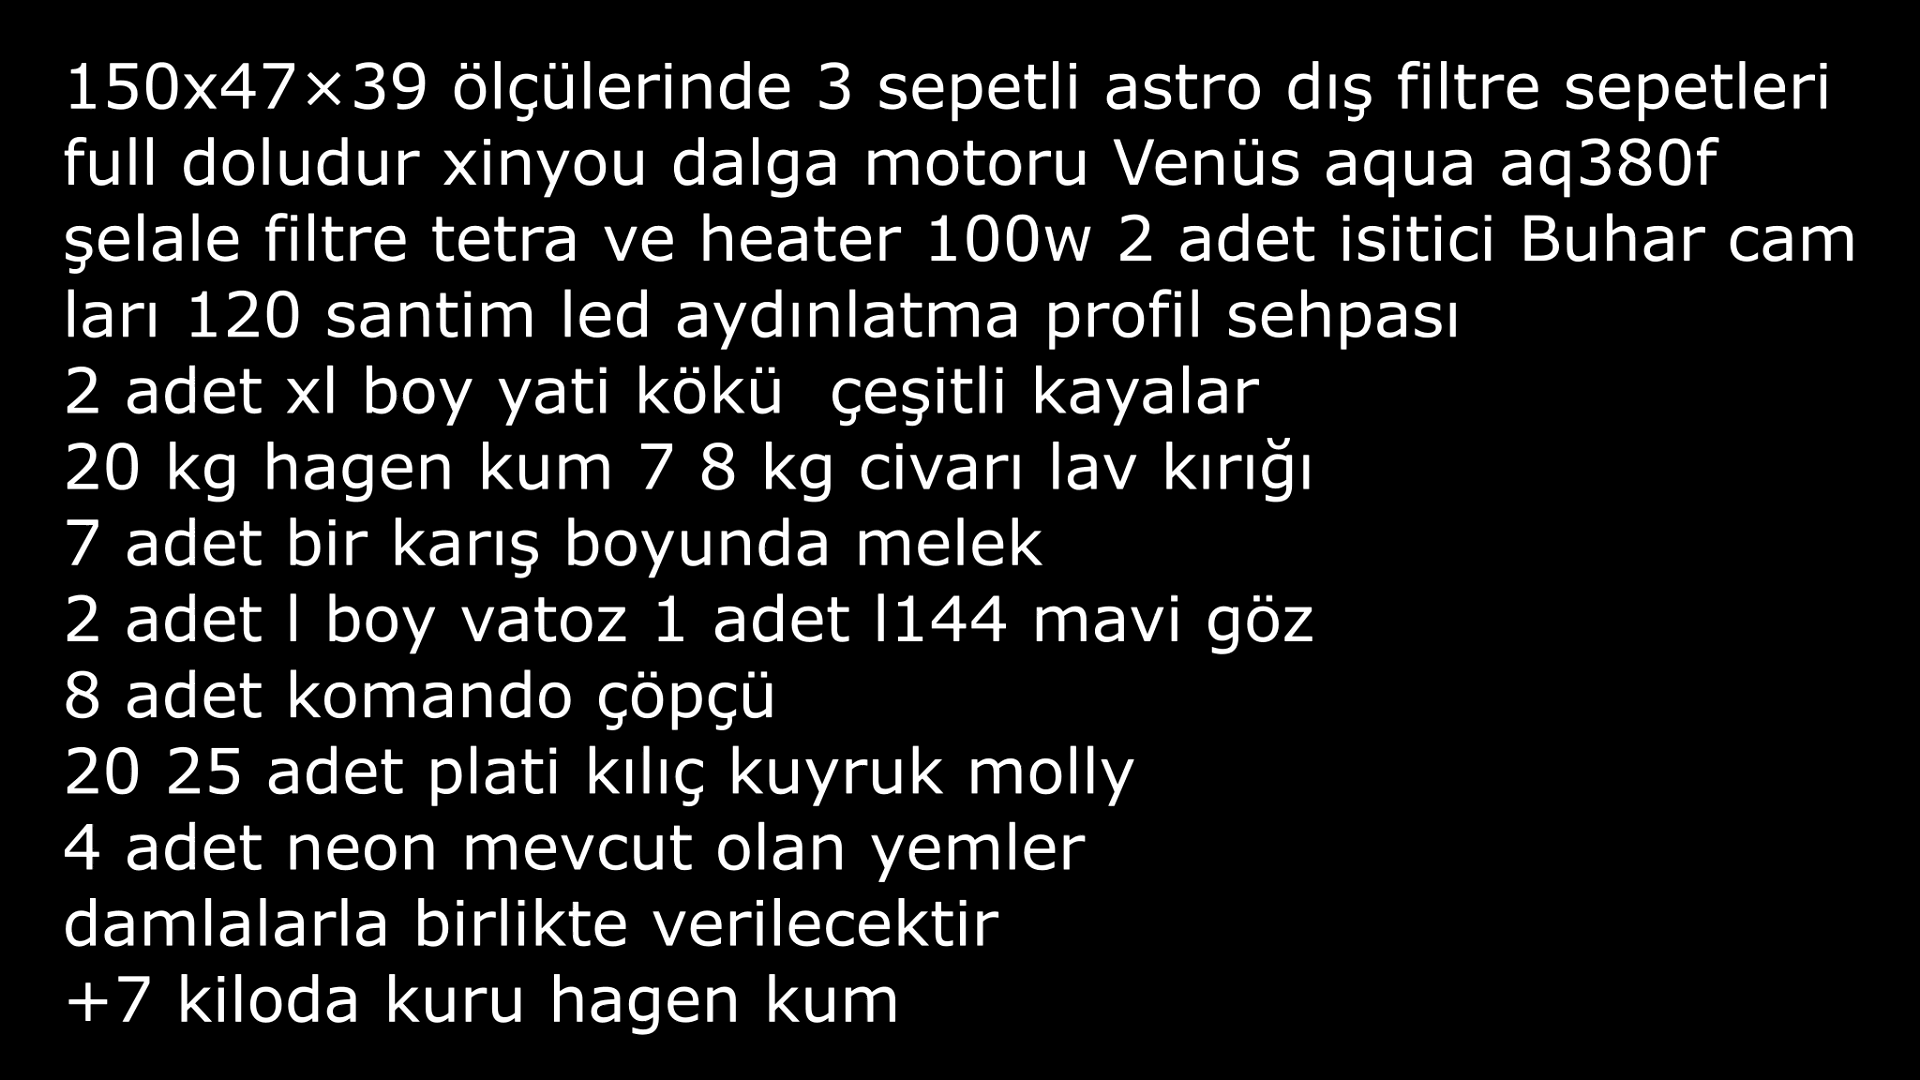 150x47×39 ölçülerinde 3 sepetli astro dış filtre sepetleri
full doludur xinyou dalga motoru Venüs aqua aq380f
şelale filtre tetra ve heater 100w 2 adet isitici Buhar cam
ları 120 santim led aydınlatma profil sehpası
2 adet xl boy yati kökü  çeşitli kayalar
20 kg hagen kum 7 8 kg civarı lav kırığı
7 adet bir karış boyunda melek
2 adet l boy vatoz 1 adet l144 mavi göz
8 adet komando çöpçü
20 25 adet plati kılıç kuyruk molly
4 adet neon mevcut olan yemler
damlalarla birlikte verilecektir
+7 kiloda kuru hagen kum